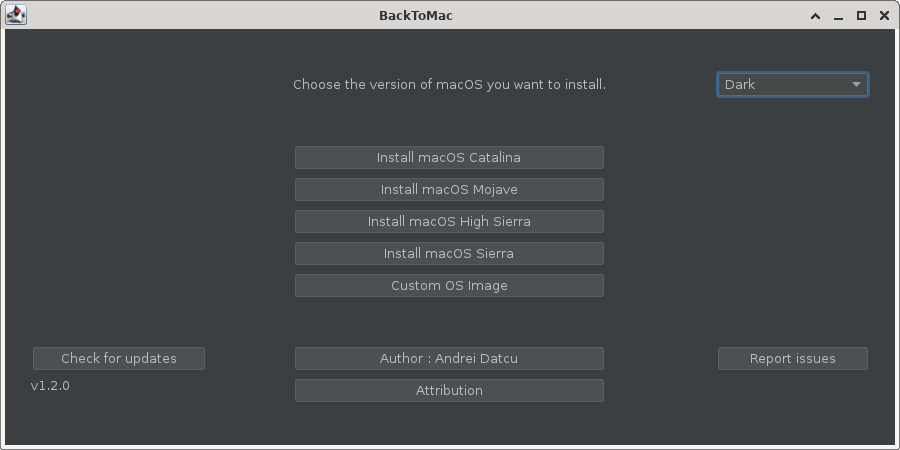 BackToMac
Choose the version of macOS you want to install.
Dark
Install macOS Catalina
Install macOS Mojave
Install macOS High Sierra
Install macOS Sierra
Custom OS Image
Check for updates
Author : Andrei Datcu
Report issues
v1.2.0
Attribution